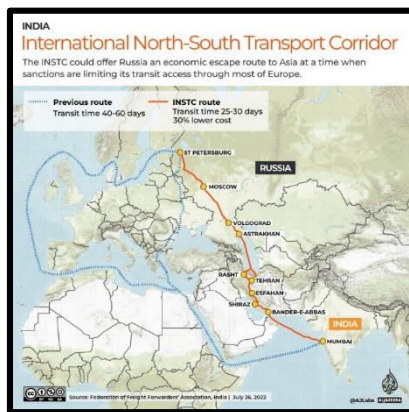 INDIA
International North-South Transport Corridor
The INSTC could offer Russia an economic escape route to Asia at a time when
sanctions are limiting its transit access through most of Europe.
Previous route
Transit time 40-60 days
INSTC route
Transit time 25-30 days
30% lower cost
ST PETERSBURG
RUSSIA
MOSCOW
VOLGOGRAD
ASTRAKHAN
RASHT
TEHRAN
ESFAHAN
SHIRAZ
BANDER-E-ABBAS
INDIA
MUMBAI
Source: Federation of Freight Forwarders' Association, India | July 26, 2022
@AJLabs
ALJAZEERA